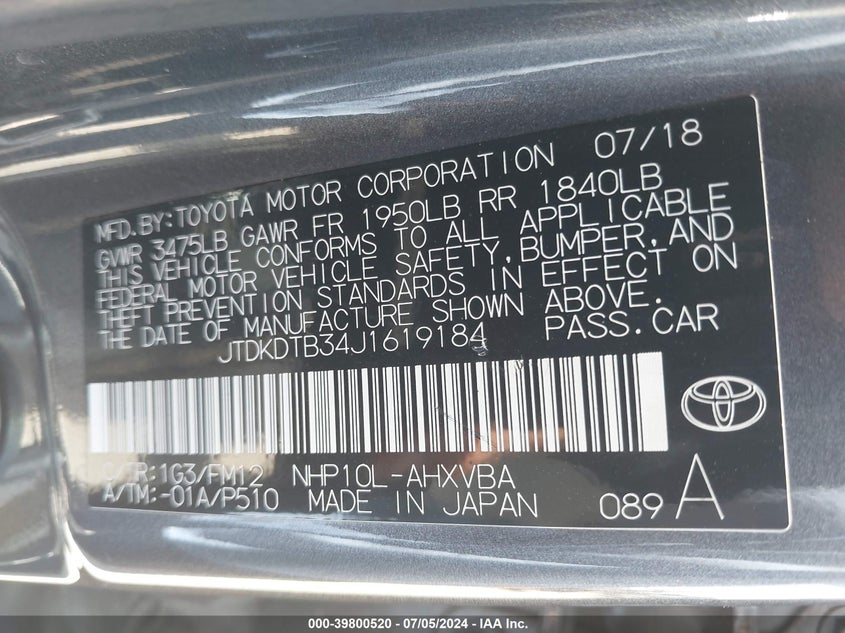 MFD.BY:TOYOTA MOTOR CORPORATION 07/18
GVWR 3475LB GAWR FR 1950LB RR 1840LB
THIS VEHICLE CONFORMS TO ALL APPLICABLE
FEDERAL MOTOR VEHICLE SAFETY,BUMPER,AND
THEFT PREVENTION STANDARDS IN EFFECT ON
THE DATE OF MANUFACTURE SHOWN ABOVE.
JTDKDTB34J1619184 PASS.CAR
C/TR:1G3/FM12 NHP10L-AHXVBA
A/TM:-01A/P510 MADE IN JAPAN 089 A
000-39800520 - 07/05/2024 - IAA Inc.